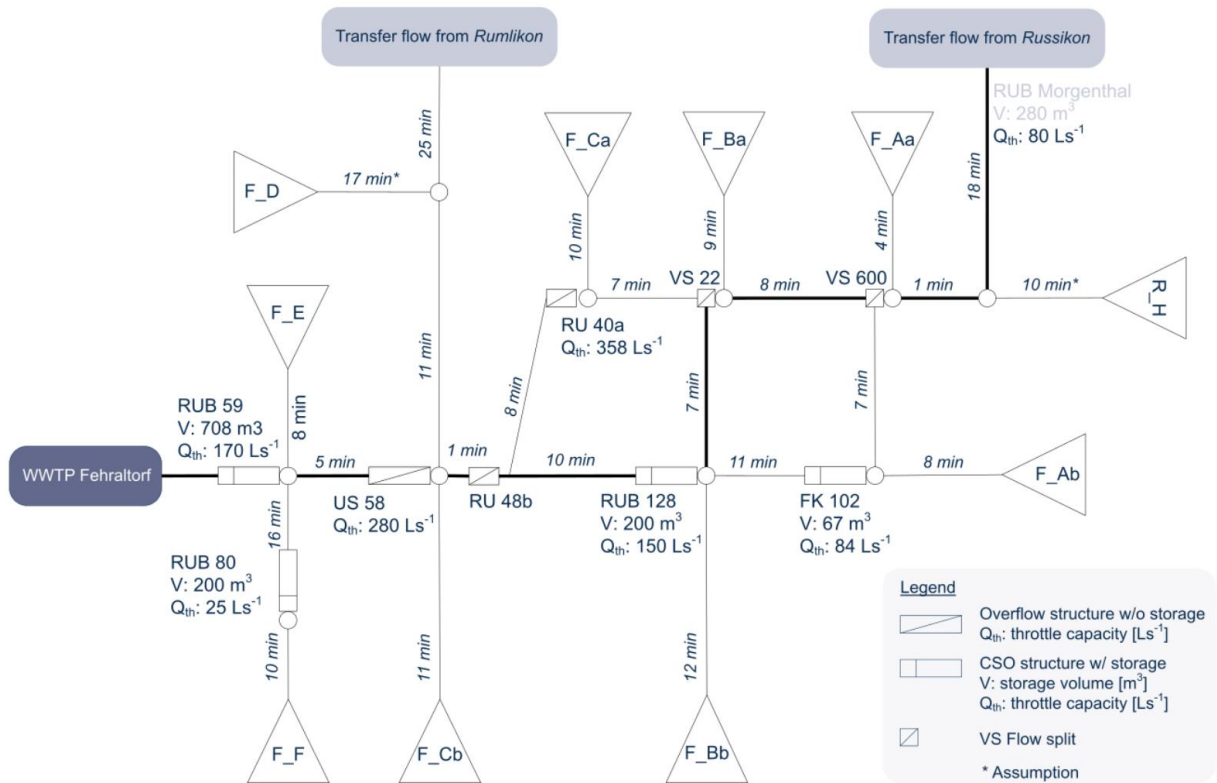 Transfer flow from Rumlikon
Transfer flow from Russikon
RUB Morgenthal
V: 280 m³
Qth: 80 Ls⁻¹
25 min
18 min
F_Ca
F_Ba
F_Aa
F_D
17 min*
10 min
9 min
4 min
VS 22
VS 600
7 min
8 min
1 min
10 min*
R_H
RU 40a
Qth: 358 Ls⁻¹
F_E
11 min
8 min
7 min
7 min
8 min
RUB 59
V: 708 m3
Qth: 170 Ls⁻¹
WWTP Fehraltorf
5 min
1 min
10 min
11 min
8 min
F_Ab
US 58
Qth: 280 Ls⁻¹
RU 48b
RUB 128
V: 200 m³
Qth: 150 Ls⁻¹
FK 102
V: 67 m³
Qth: 84 Ls⁻¹
16 min
RUB 80
V: 200 m³
Qth: 25 Ls⁻¹
10 min
11 min
12 min
F_F
F_Cb
F_Bb
Legend
Overflow structure w/o storage
Qth: throttle capacity [Ls⁻¹]
CSO structure w/ storage
V: storage volume [m³]
Qth: throttle capacity [Ls⁻¹]
VS Flow split
* Assumption